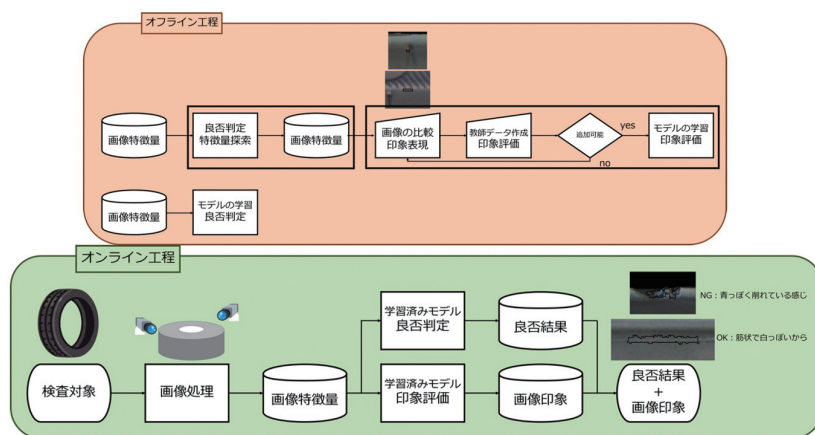 オフライン工程
画像特徴量
良否判定
特徴量探索
画像特徴量
画像の比較
印象表現
教師データ作成
印象評価
追加可能
yes
no
モデルの学習
印象評価
画像特徴量
モデルの学習
良否判定
オンライン工程
検査対象
画像処理
画像特徴量
学習済みモデル
良否判定
良否結果
学習済みモデル
印象評価
画像印象
NG：青っぽく削れている感じ
OK：筋状で白っぽいから
良否結果
+
画像印象